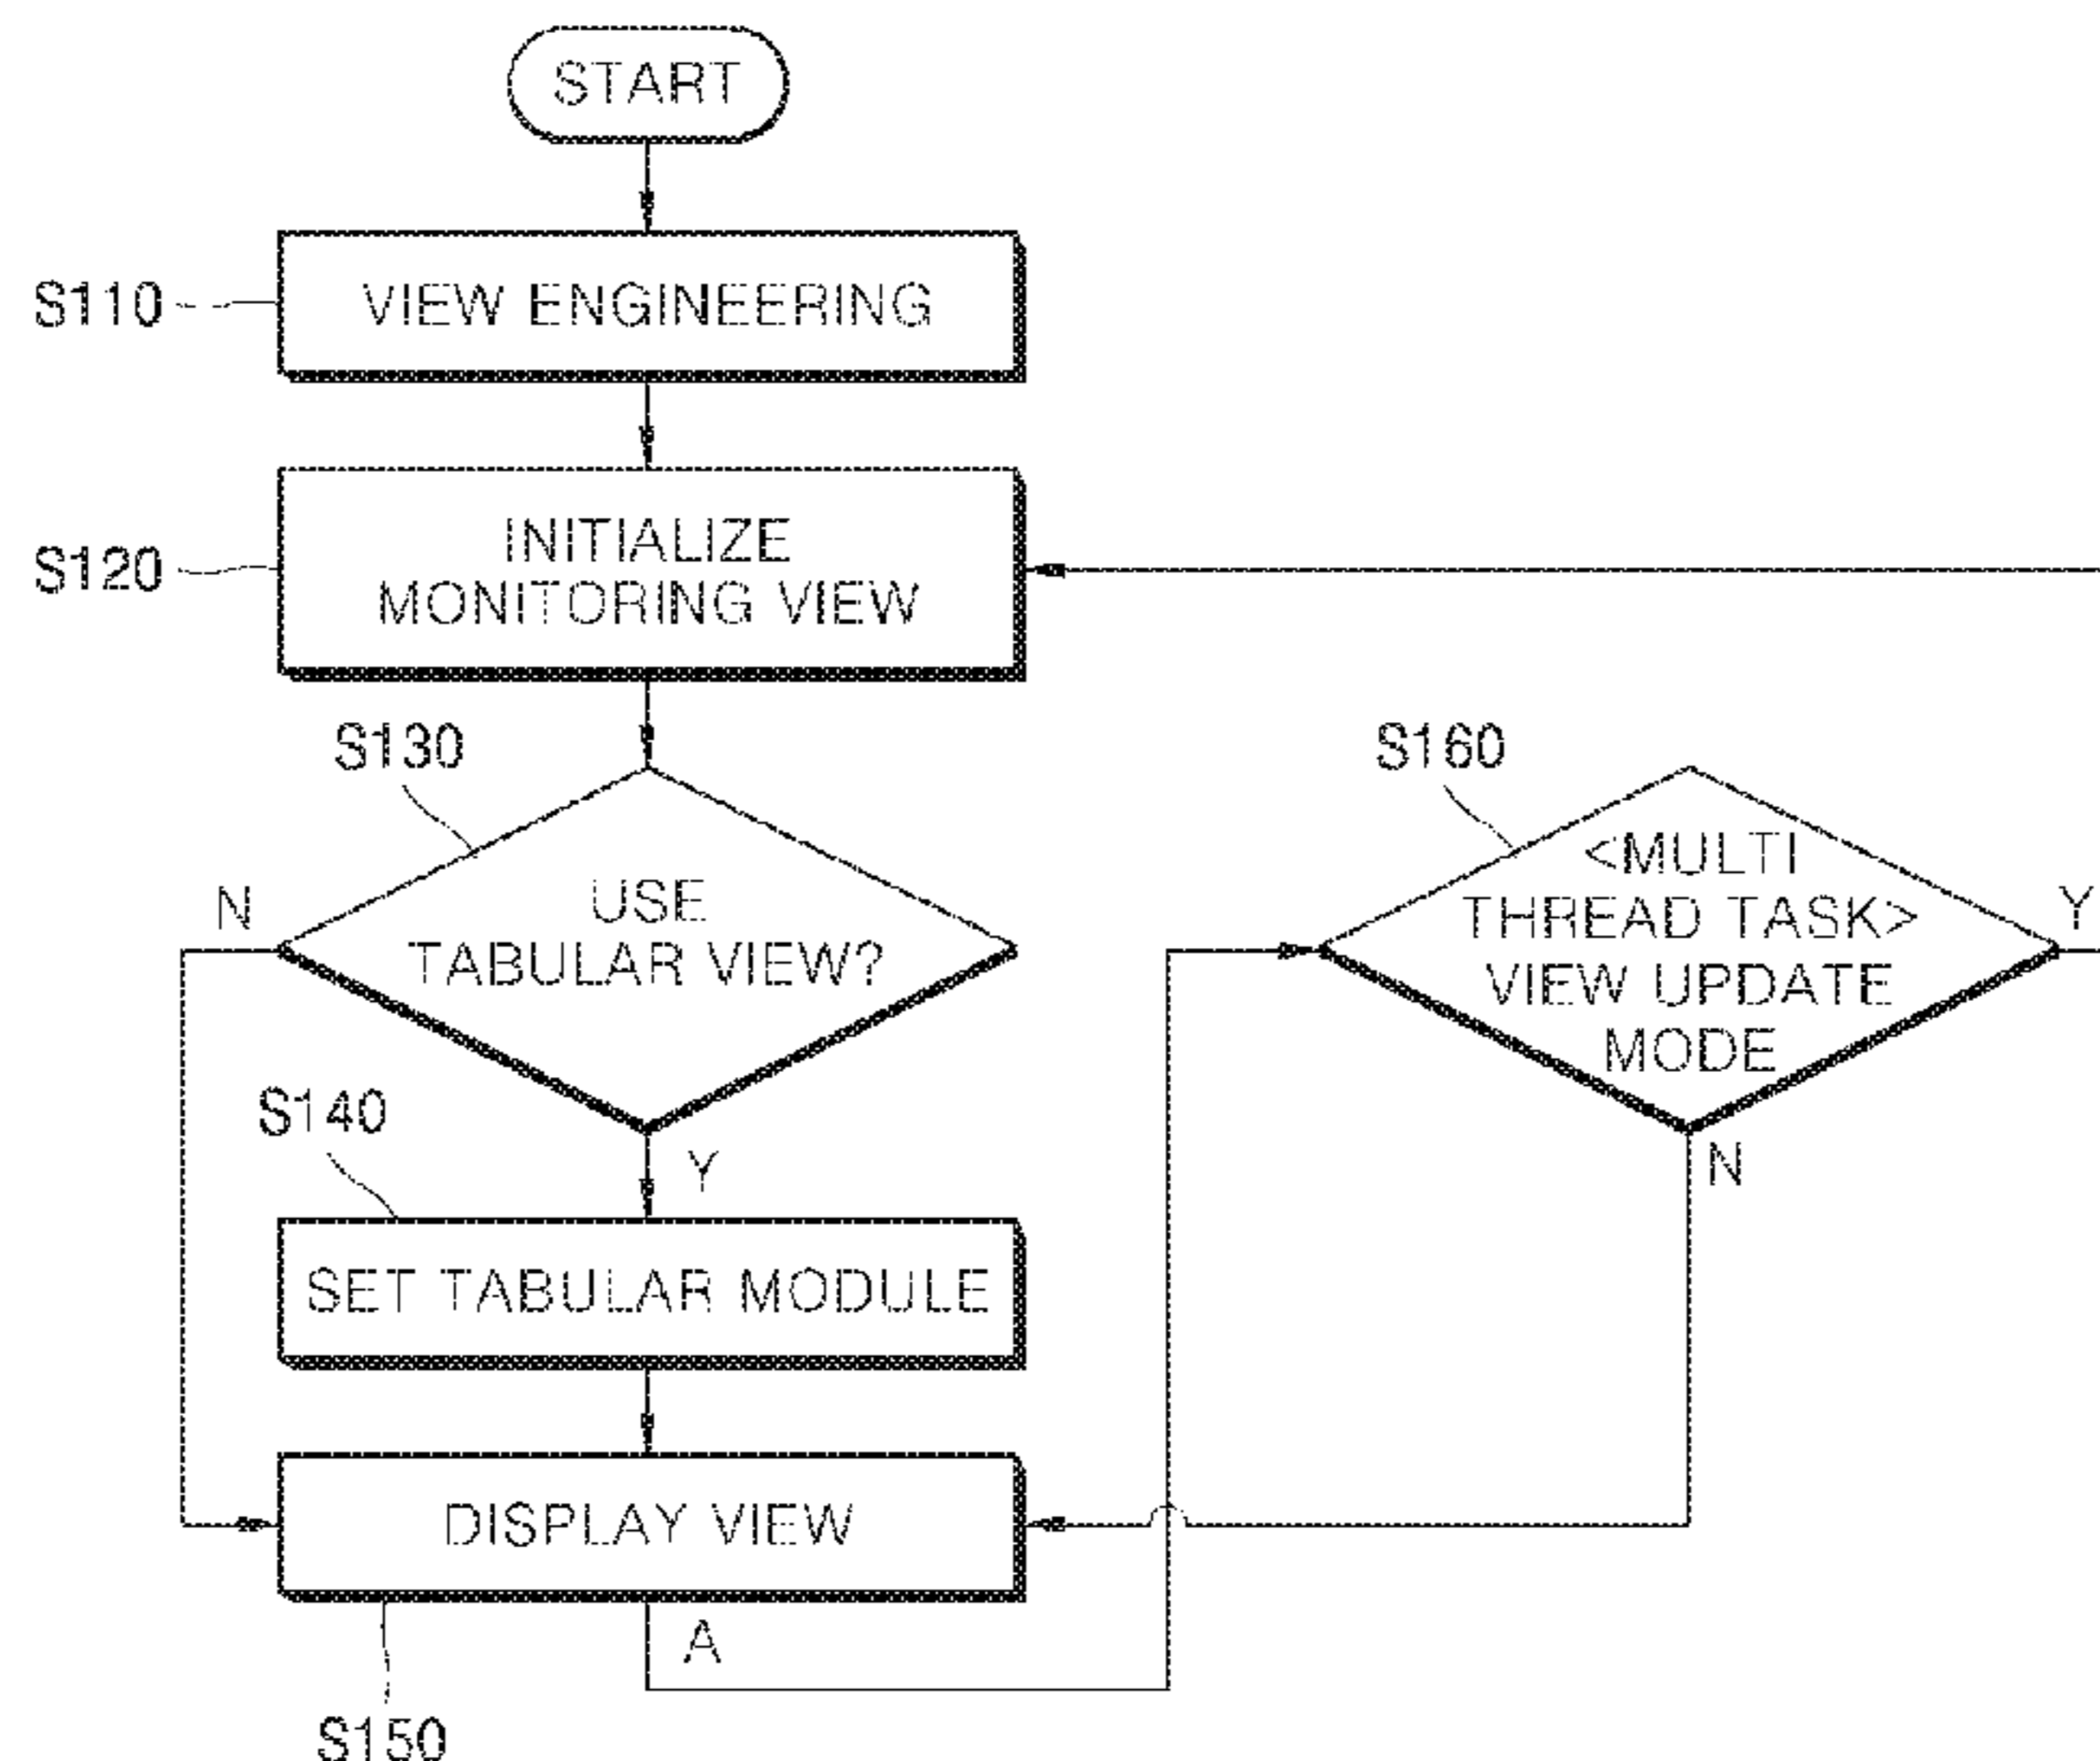 START
S110
VIEW ENGINEERING
S120
INITIALIZE
MONITORING VIEW
S130
N
USE
TABULAR VIEW?
Y
S140
SET TABULAR MODULE
DISPLAY VIEW
A
S150
S160
<MULTI
THREAD TASK>
VIEW UPDATE
MODE
Y
N